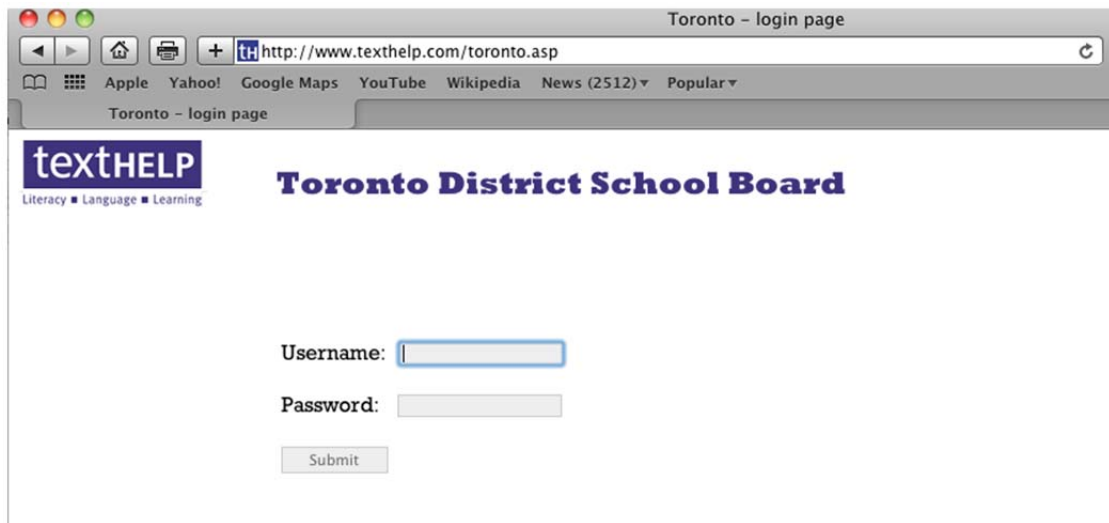 Toronto – login page
http://www.texthelp.com/toronto.asp
Apple Yahoo! Google Maps YouTube Wikipedia News (2512) Popular
Toronto – login page
tH
textHELP
Literacy ■ Language ■ Learning
Toronto District School Board
Username:
Password:
Submit